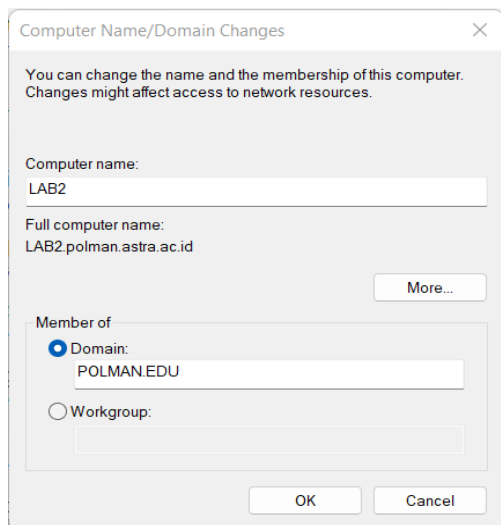 Computer Name/Domain Changes
You can change the name and the membership of this computer.
Changes might affect access to network resources.
Computer name:
LAB2
Full computer name:
LAB2.polman.astra.ac.id
More...
Member of
Domain:
POLMAN.EDU
Workgroup:
OK
Cancel